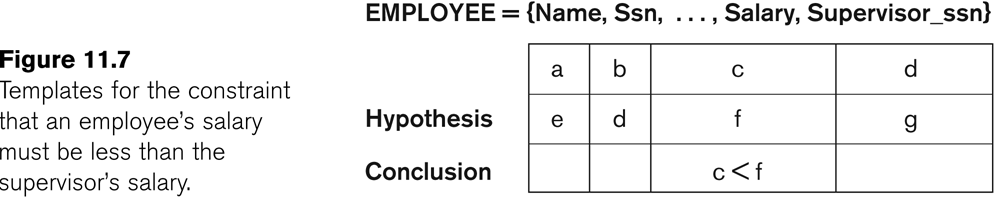 EMPLOYEE = {Name, Ssn, . . . , Salary, Supervisor_ssn}
Figure 11.7
Templates for the constraint
that an employee's salary
must be less than the
supervisor's salary.
a b c d
Hypothesis e d f g
Conclusion c < f